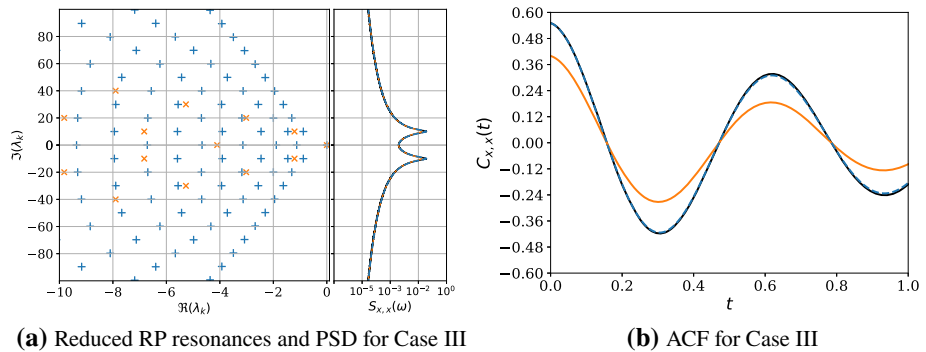 80
60
40
20
0
−20
−40
−60
−80
ℑ(λ_k)
−10 −8 −6 −4 −2 0
ℜ(λ_k)
10^−5 10^−3 10^−2 10^0
S_{x,x}(ω)
(a) Reduced RP resonances and PSD for Case III
0.60
0.48
0.36
0.24
0.12
0.00
−0.12
−0.24
−0.36
−0.48
−0.60
C_{x,x}(t)
0.0 0.2 0.4 0.6 0.8 1.0
t
(b) ACF for Case III